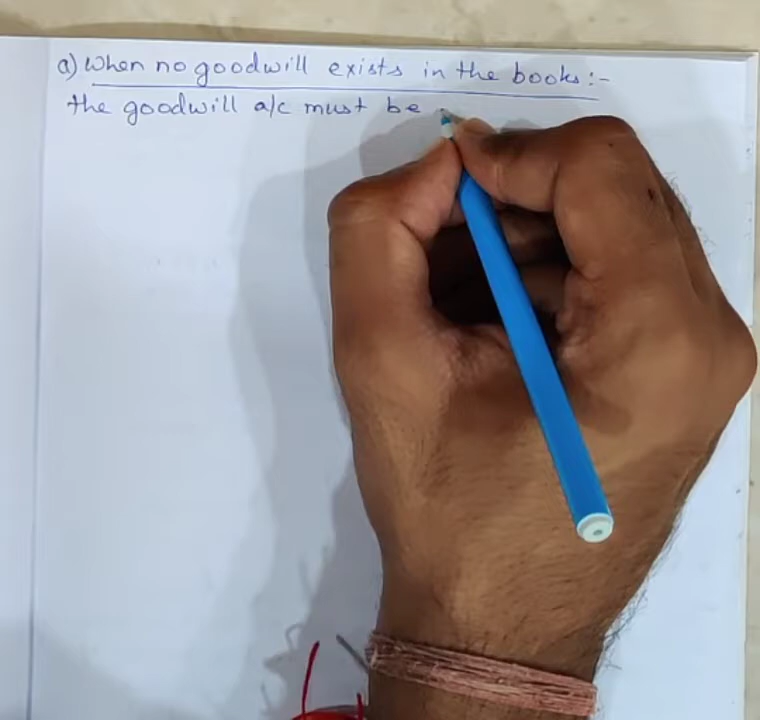 a) When no goodwill exists in the books:-
the goodwill a/c must be